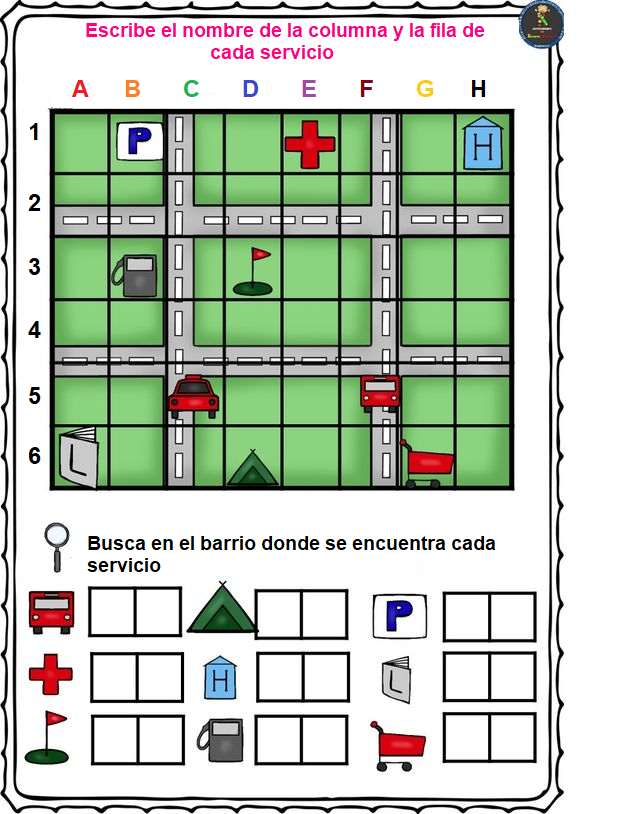 Escribe el nombre de la columna y la fila de
cada servicio
A B C D E F G H
1
P
H
2
3
4
5
6
L
Busca en el barrio donde se encuentra cada
servicio
P
H
L